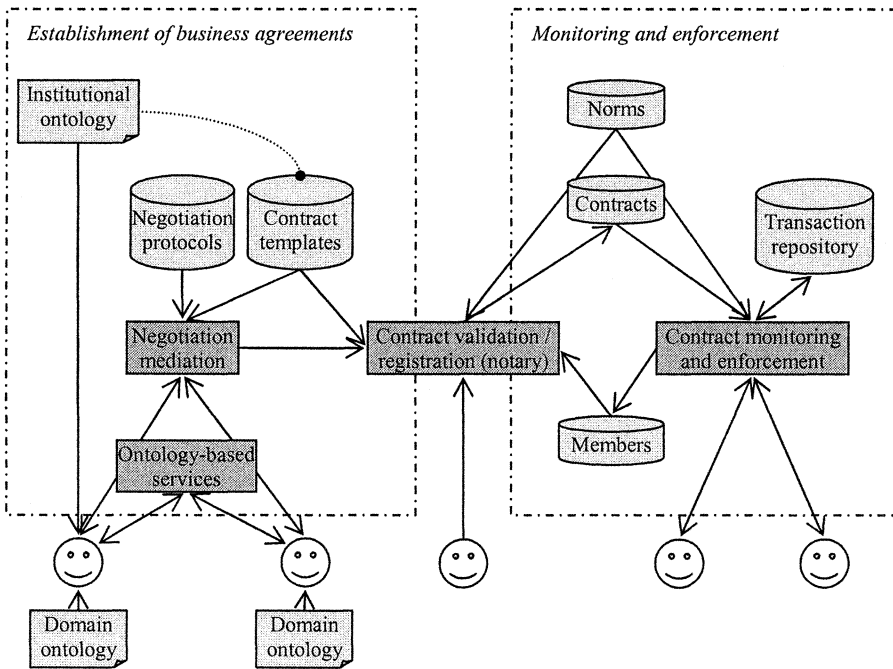 Establishment of business agreements
Monitoring and enforcement
Institutional
ontology
Norms
Negotiation
protocols
Contract
templates
Contracts
Transaction
repository
Negotiation
mediation
Contract validation /
registration (notary)
Contract monitoring
and enforcement
Members
Ontology-based
services
Domain
ontology
Domain
ontology